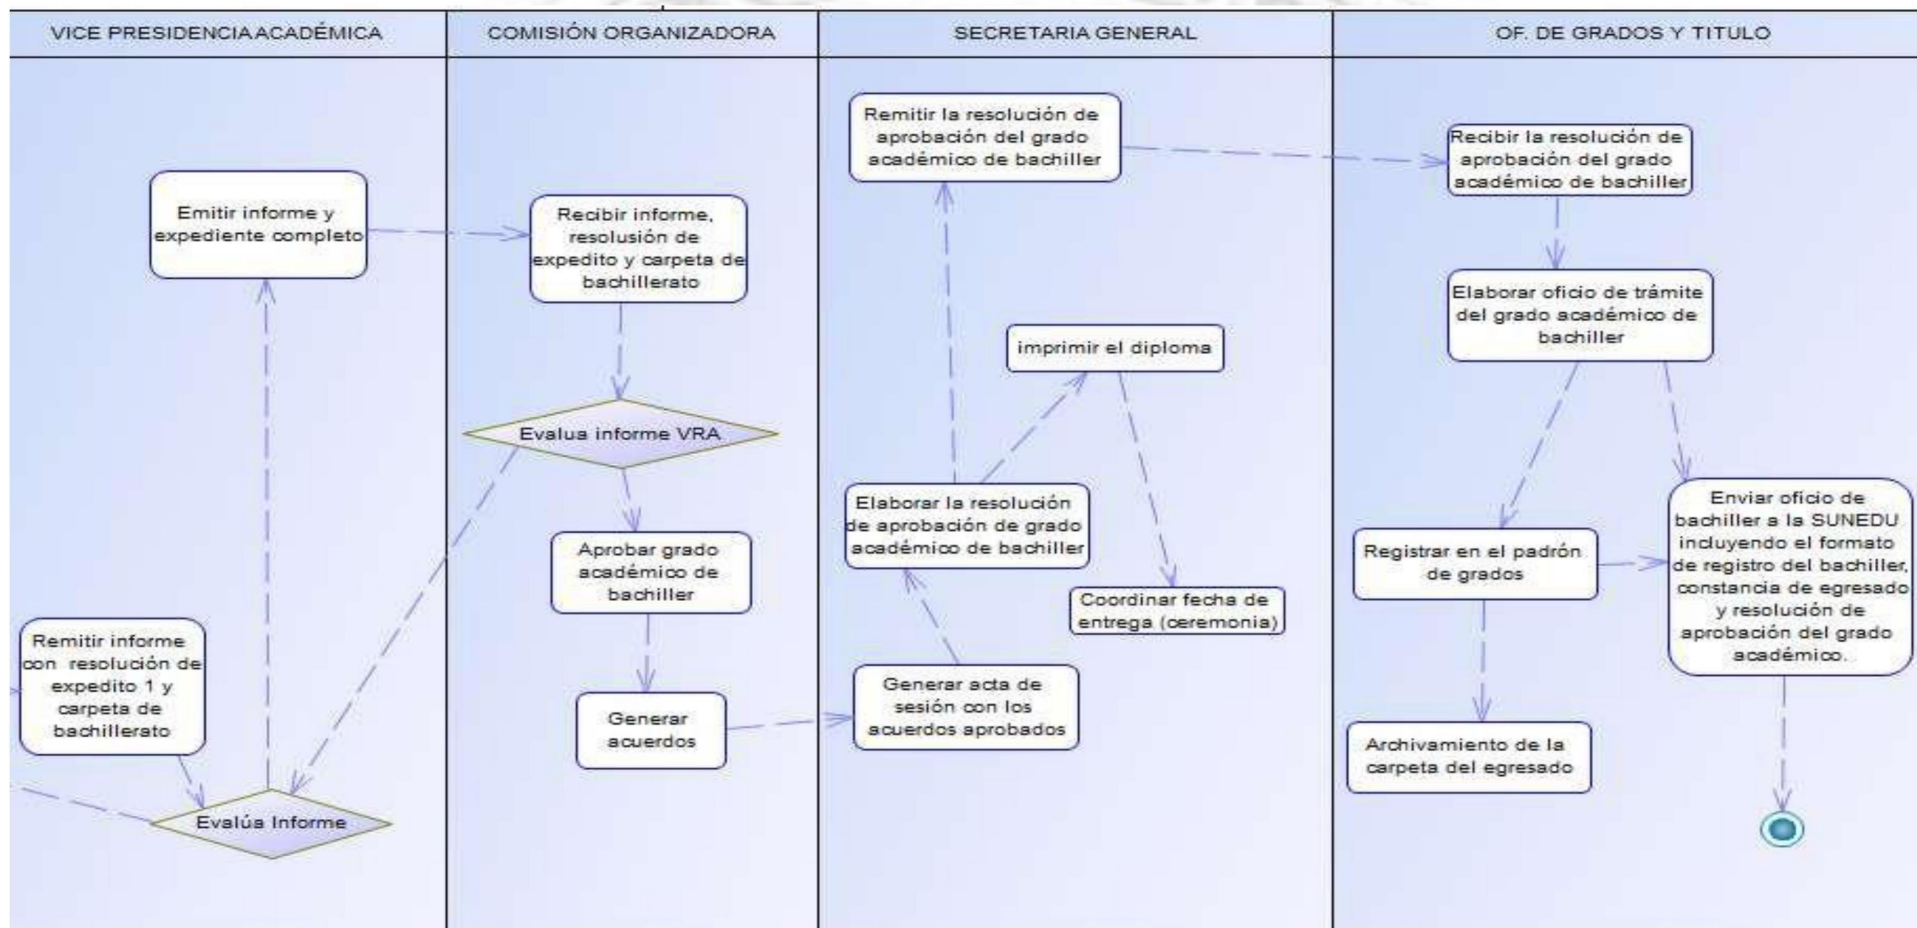 VICE PRESIDENCIA ACADÉMICA
COMISIÓN ORGANIZADORA
SECRETARIA GENERAL
OF. DE GRADOS Y TITULO
Emitir informe y
expediente completo
Remitir informe
con resolución de
expedito 1 y
carpeta de
bachillerato
Evalúa Informe
Recibir informe,
resolusión de
expedito y carpeta de
bachillerato
Evalua informe VRA
Aprobar grado
académico de
bachiller
Generar
acuerdos
Remitir la resolución de
aprobación del grado
académico de bachiller
imprimir el diploma
Elaborar la resolución
de aprobación de grado
académico de bachiller
Coordinar fecha de
entrega (ceremonia)
Generar acta de
sesión con los
acuerdos aprobados
Recibir la resolución de
aprobación del grado
académico de bachiller
Elaborar oficio de trámite
del grado académico de
bachiller
Registrar en el padrón
de grados
Enviar oficio de
bachiller a la SUNEDU
incluyendo el formato
de registro del bachiller,
constancia de egresado
y resolución de
aprobación del grado
académico.
Archivamiento de la
carpeta del egresado